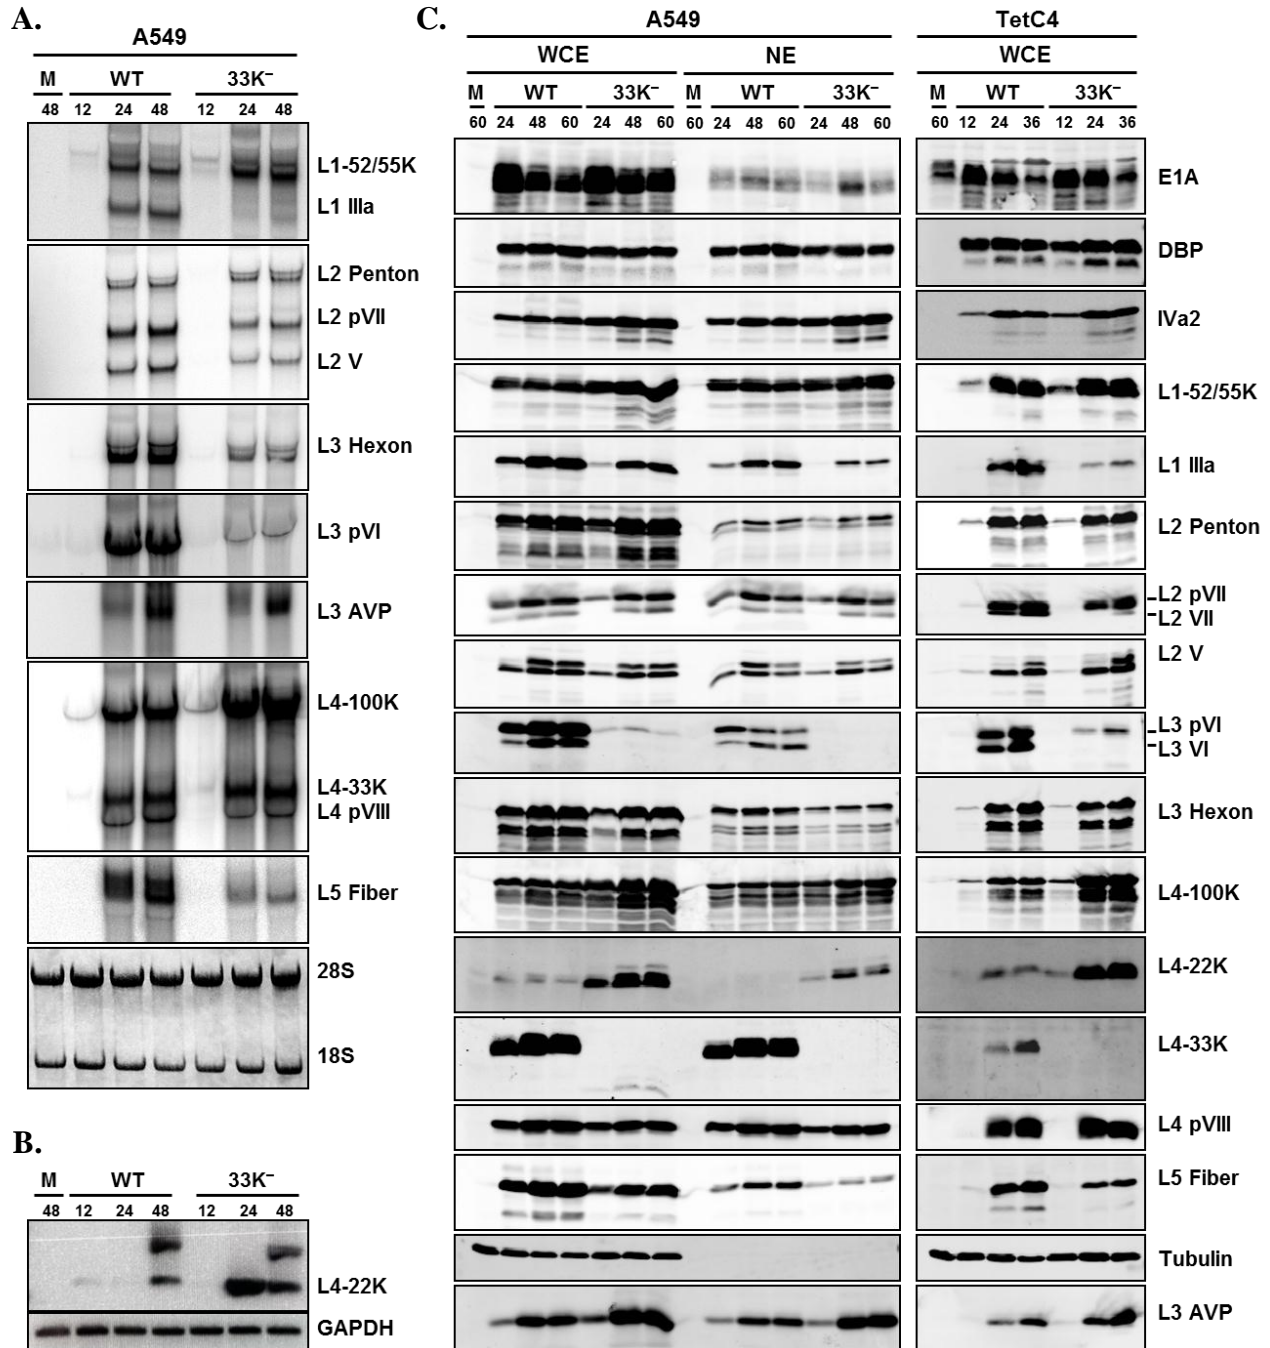 A.
A549
M WT 33K–
48 12 24 48 12 24 48
L1-52/55K
L1 IIIa
L2 Penton
L2 pVII
L2 V
L3 Hexon
L3 pVI
L3 AVP
L4-100K
L4-33K
L4 pVIII
L5 Fiber
28S
18S
B.
M WT 33K–
48 12 24 48 12 24 48
L4-22K
GAPDH
C.
A549 TetC4
WCE NE WCE
M WT 33K– M WT 33K– M WT 33K–
60 24 48 60 24 48 60 60 24 48 60 24 48 60 60 12 24 36 12 24 36
E1A
DBP
IVa2
L1-52/55K
L1 IIIa
L2 Penton
L2 pVII
L2 VII
L2 V
L3 pVI
L3 VI
L3 Hexon
L4-100K
L4-22K
L4-33K
L4 pVIII
L5 Fiber
Tubulin
L3 AVP